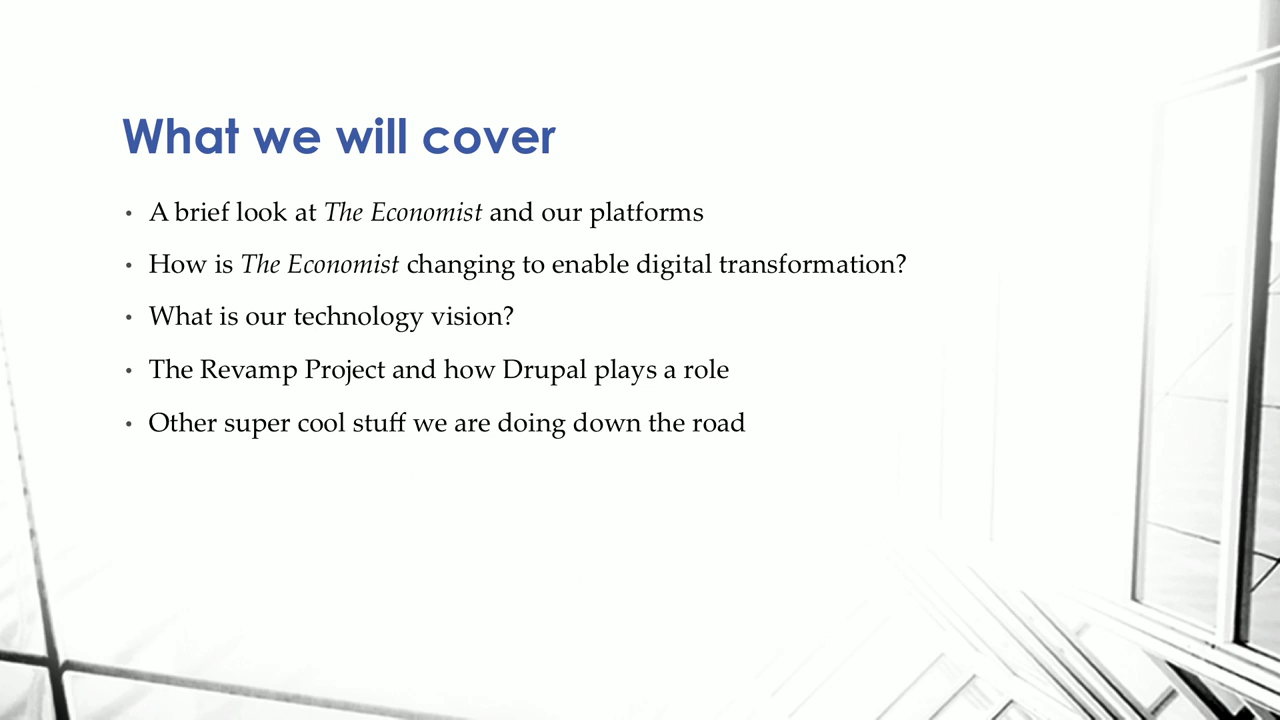 What we will cover
• A brief look at The Economist and our platforms
• How is The Economist changing to enable digital transformation?
• What is our technology vision?
• The Revamp Project and how Drupal plays a role
• Other super cool stuff we are doing down the road